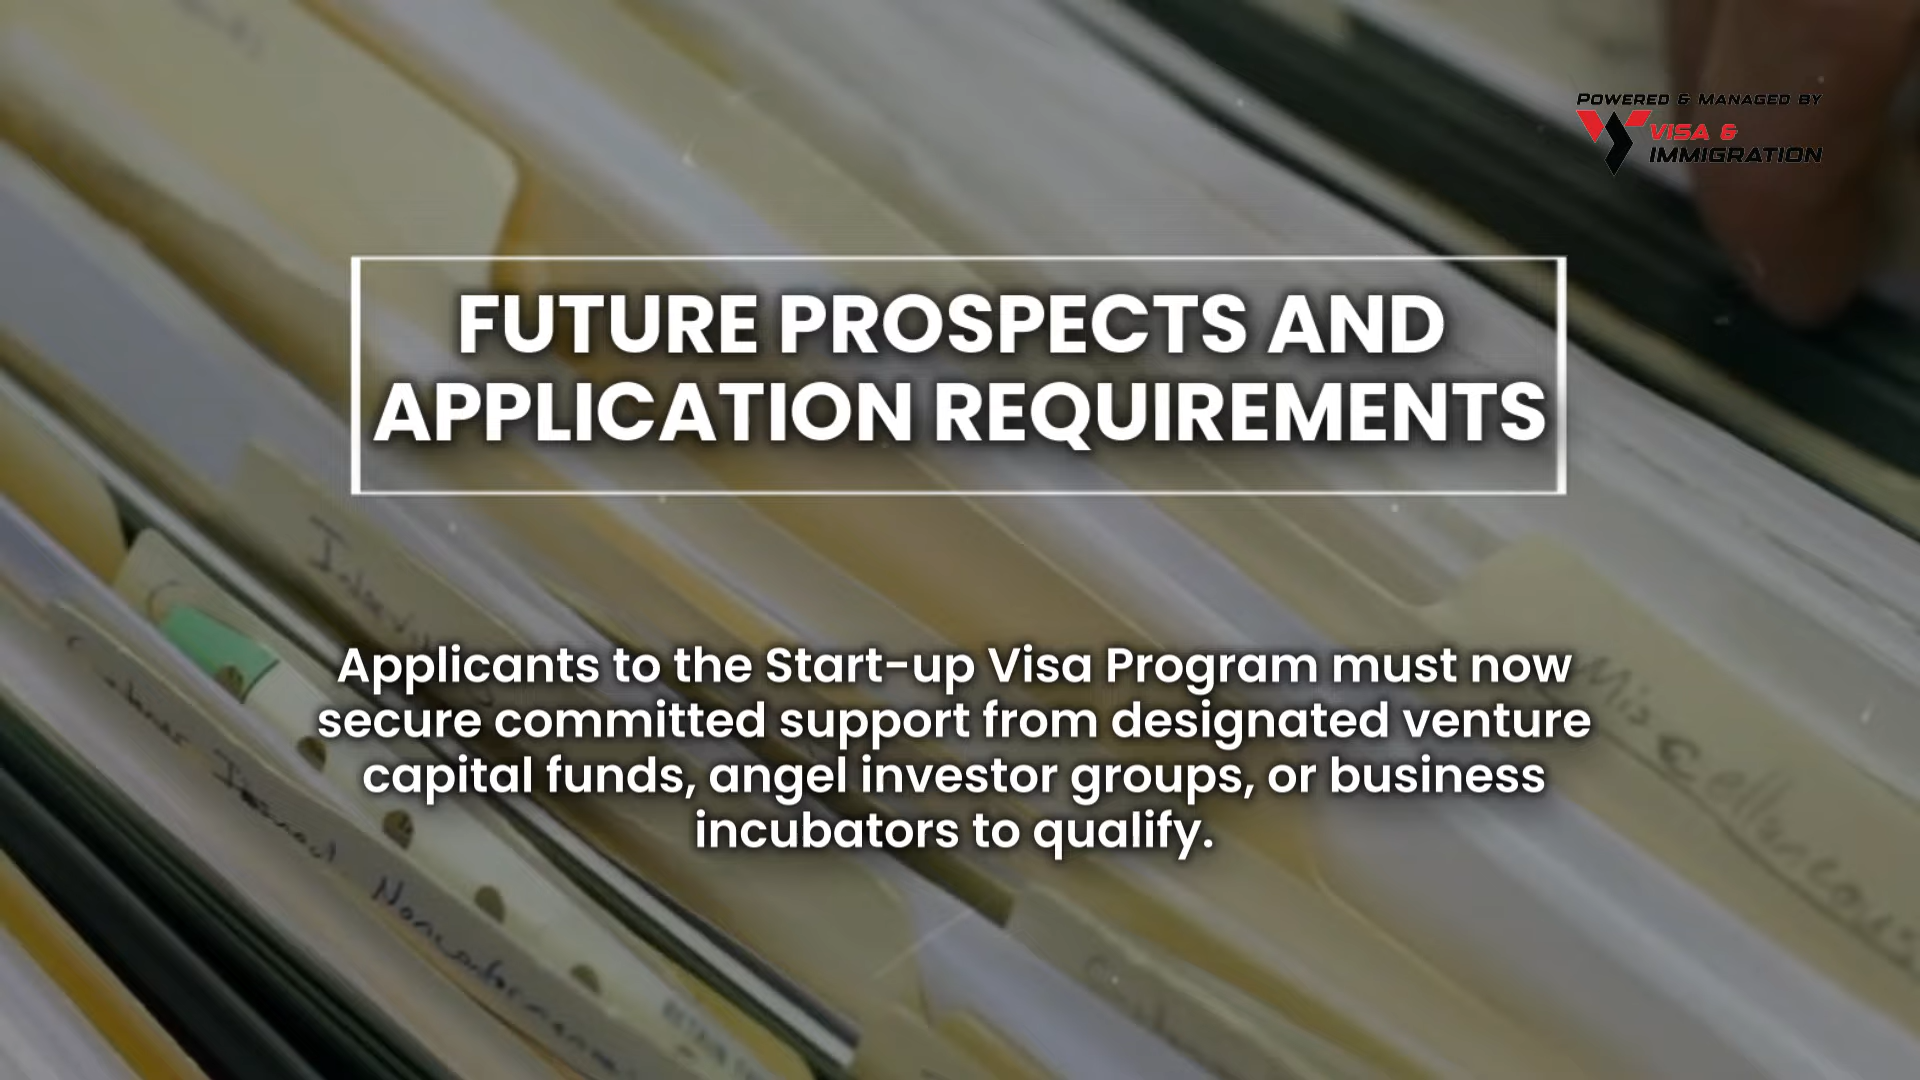 POWERED & MANAGED BY
VISA &
IMMIGRATION
FUTURE PROSPECTS AND
APPLICATION REQUIREMENTS
Applicants to the Start-up Visa Program must now
secure committed support from designated venture
capital funds, angel investor groups, or business
incubators to qualify.
Miscellaneous